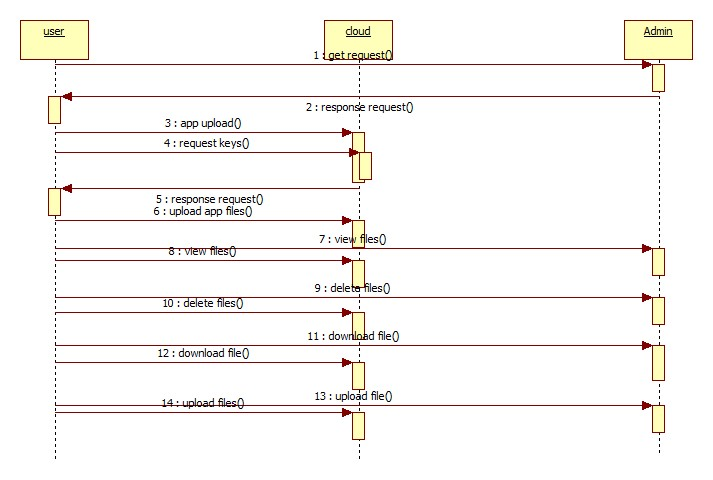 user
cloud
Admin
1 : get request()
2 : response request()
3 : app upload()
4 : request keys()
5 : response request()
6 : upload app files()
7 : view files()
8 : view files()
9 : delete files()
10 : delete files()
11 : download file()
12 : download file()
13 : upload file()
14 : upload files()